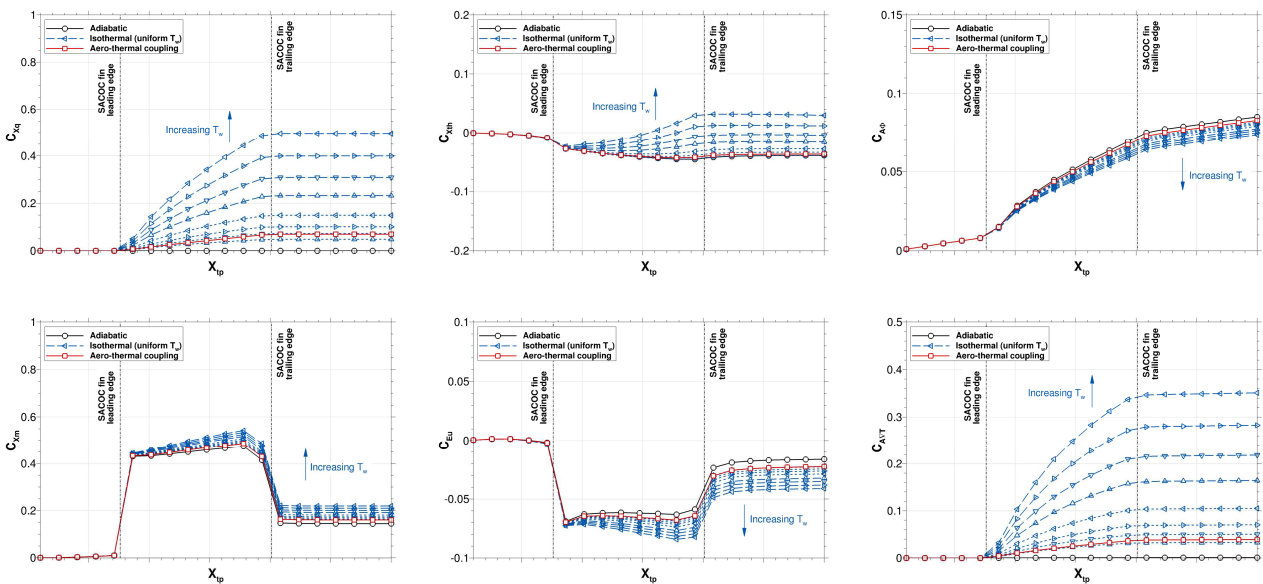 1
0.8
0.6
0.4
0.2
0
C_Xq
X_tp
Adiabatic
Isothermal (uniform T_w)
Aero-thermal coupling
SACOC fin
leading edge
SACOC fin
trailing edge
Increasing T_w
0.2
0.1
0
-0.1
-0.2
C_Xth
X_tp
Adiabatic
Isothermal (uniform T_w)
Aero-thermal coupling
SACOC fin
leading edge
SACOC fin
trailing edge
Increasing T_w
0.15
0.1
0.05
0
C_AΦ
X_tp
Adiabatic
Isothermal (uniform T_w)
Aero-thermal coupling
SACOC fin
leading edge
SACOC fin
trailing edge
Increasing T_w
1
0.8
0.6
0.4
0.2
0
C_Xm
X_tp
Adiabatic
Isothermal (uniform T_w)
Aero-thermal coupling
SACOC fin
leading edge
SACOC fin
trailing edge
Increasing T_w
0.1
0.05
0
-0.05
-0.1
C_Eu
X_tp
Adiabatic
Isothermal (uniform T_w)
Aero-thermal coupling
SACOC fin
leading edge
SACOC fin
trailing edge
Increasing T_w
0.5
0.4
0.3
0.2
0.1
0
C_A∇T
X_tp
Adiabatic
Isothermal (uniform T_w)
Aero-thermal coupling
SACOC fin
leading edge
SACOC fin
trailing edge
Increasing T_w